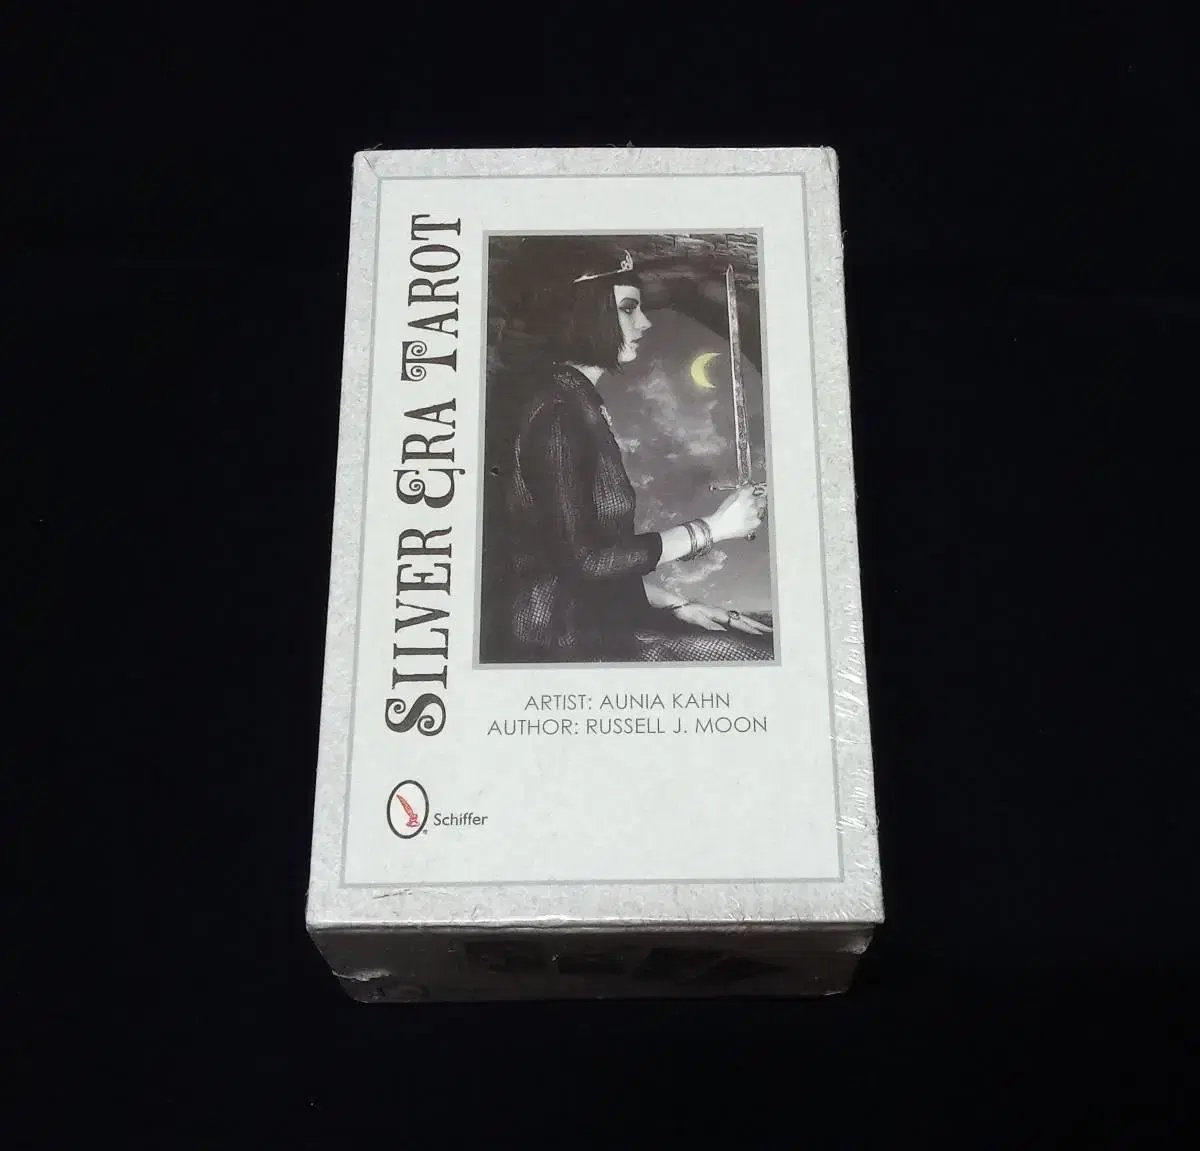 SILVER ERA TAROT
ARTIST: AUNIA KAHN
AUTHOR: RUSSELL J. MOON
Schiffer